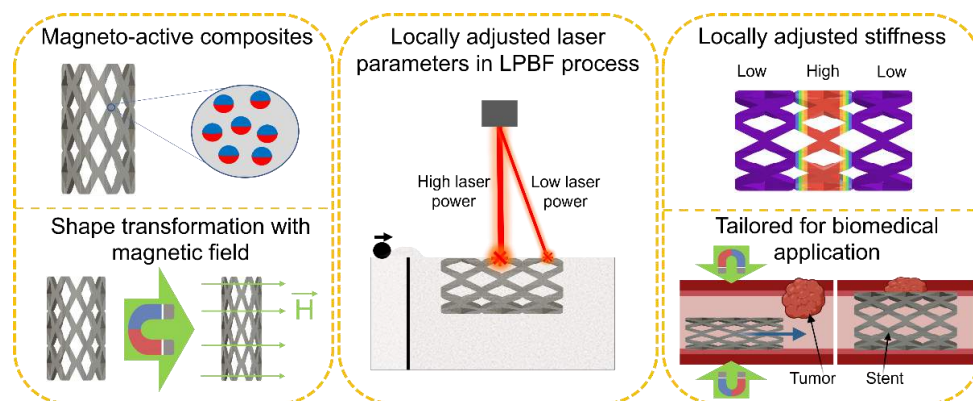 Magneto-active composites
Shape transformation with
magnetic field
H
Locally adjusted laser
parameters in LPBF process
High laser
power
Low laser
power
Locally adjusted stiffness
Low High Low
Tailored for biomedical
application
Tumor
Stent